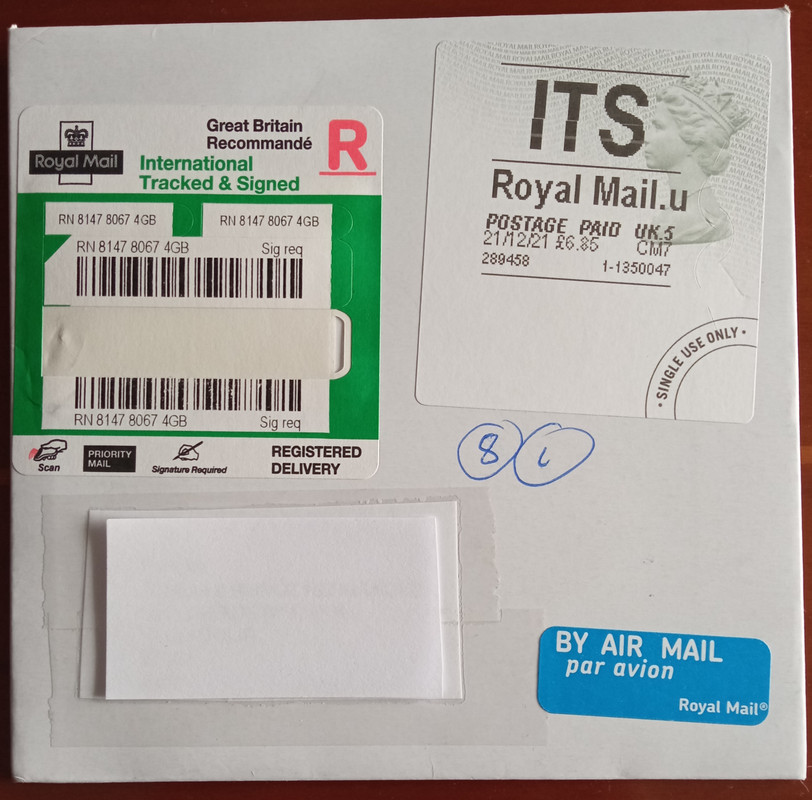 Great Britain
Recommandé
R
Royal Mail
International
Tracked & Signed
RN 8147 8067 4GB
RN 8147 8067 4GB
RN 8147 8067 4GB
Sig req
RN 8147 8067 4GB
Sig req
Scan
PRIORITY
MAIL
Signature Required
REGISTERED
DELIVERY
ITS
Royal Mail.u
POSTAGE PAID UK.5
21/12/21 £6.85 CM7
289458 1-1350047
• SINGLE USE ONLY •
8
BY AIR MAIL
par avion
Royal Mail®